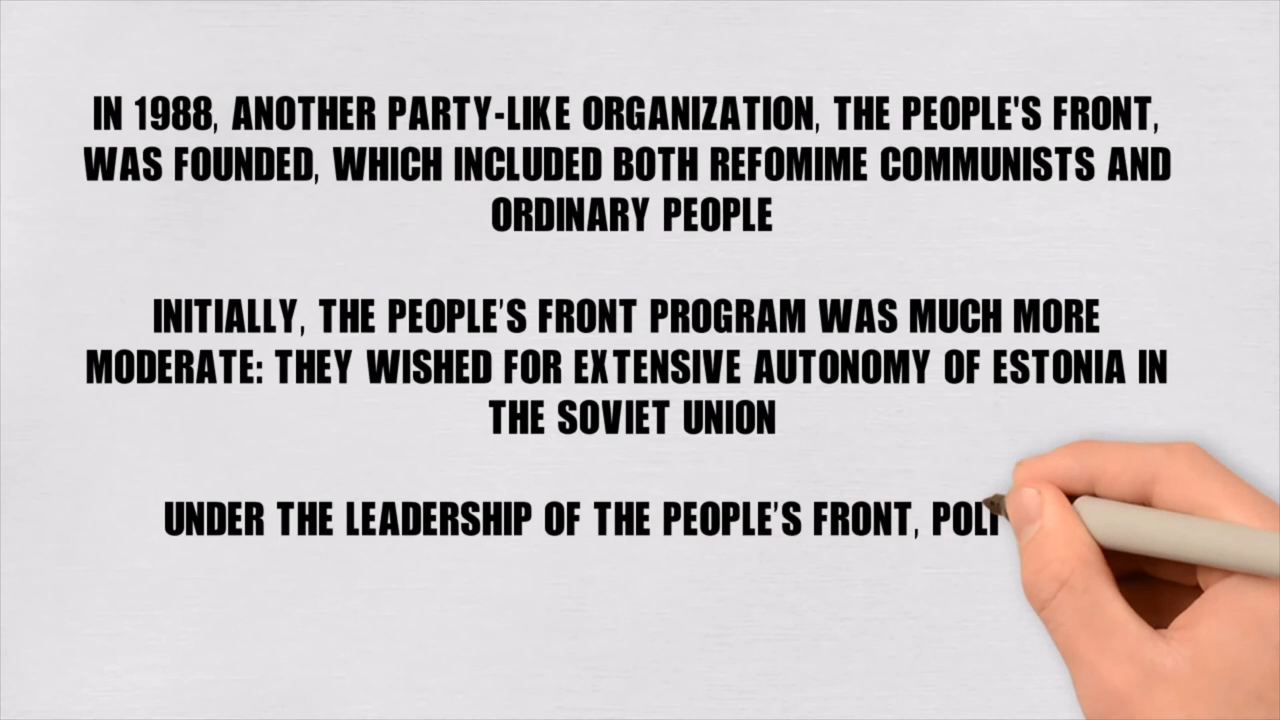 IN 1988, ANOTHER PARTY-LIKE ORGANIZATION, THE PEOPLE'S FRONT,
WAS FOUNDED, WHICH INCLUDED BOTH REFOMIME COMMUNISTS AND
ORDINARY PEOPLE
INITIALLY, THE PEOPLE’S FRONT PROGRAM WAS MUCH MORE
MODERATE: THEY WISHED FOR EXTENSIVE AUTONOMY OF ESTONIA IN
THE SOVIET UNION
UNDER THE LEADERSHIP OF THE PEOPLE’S FRONT, POLI